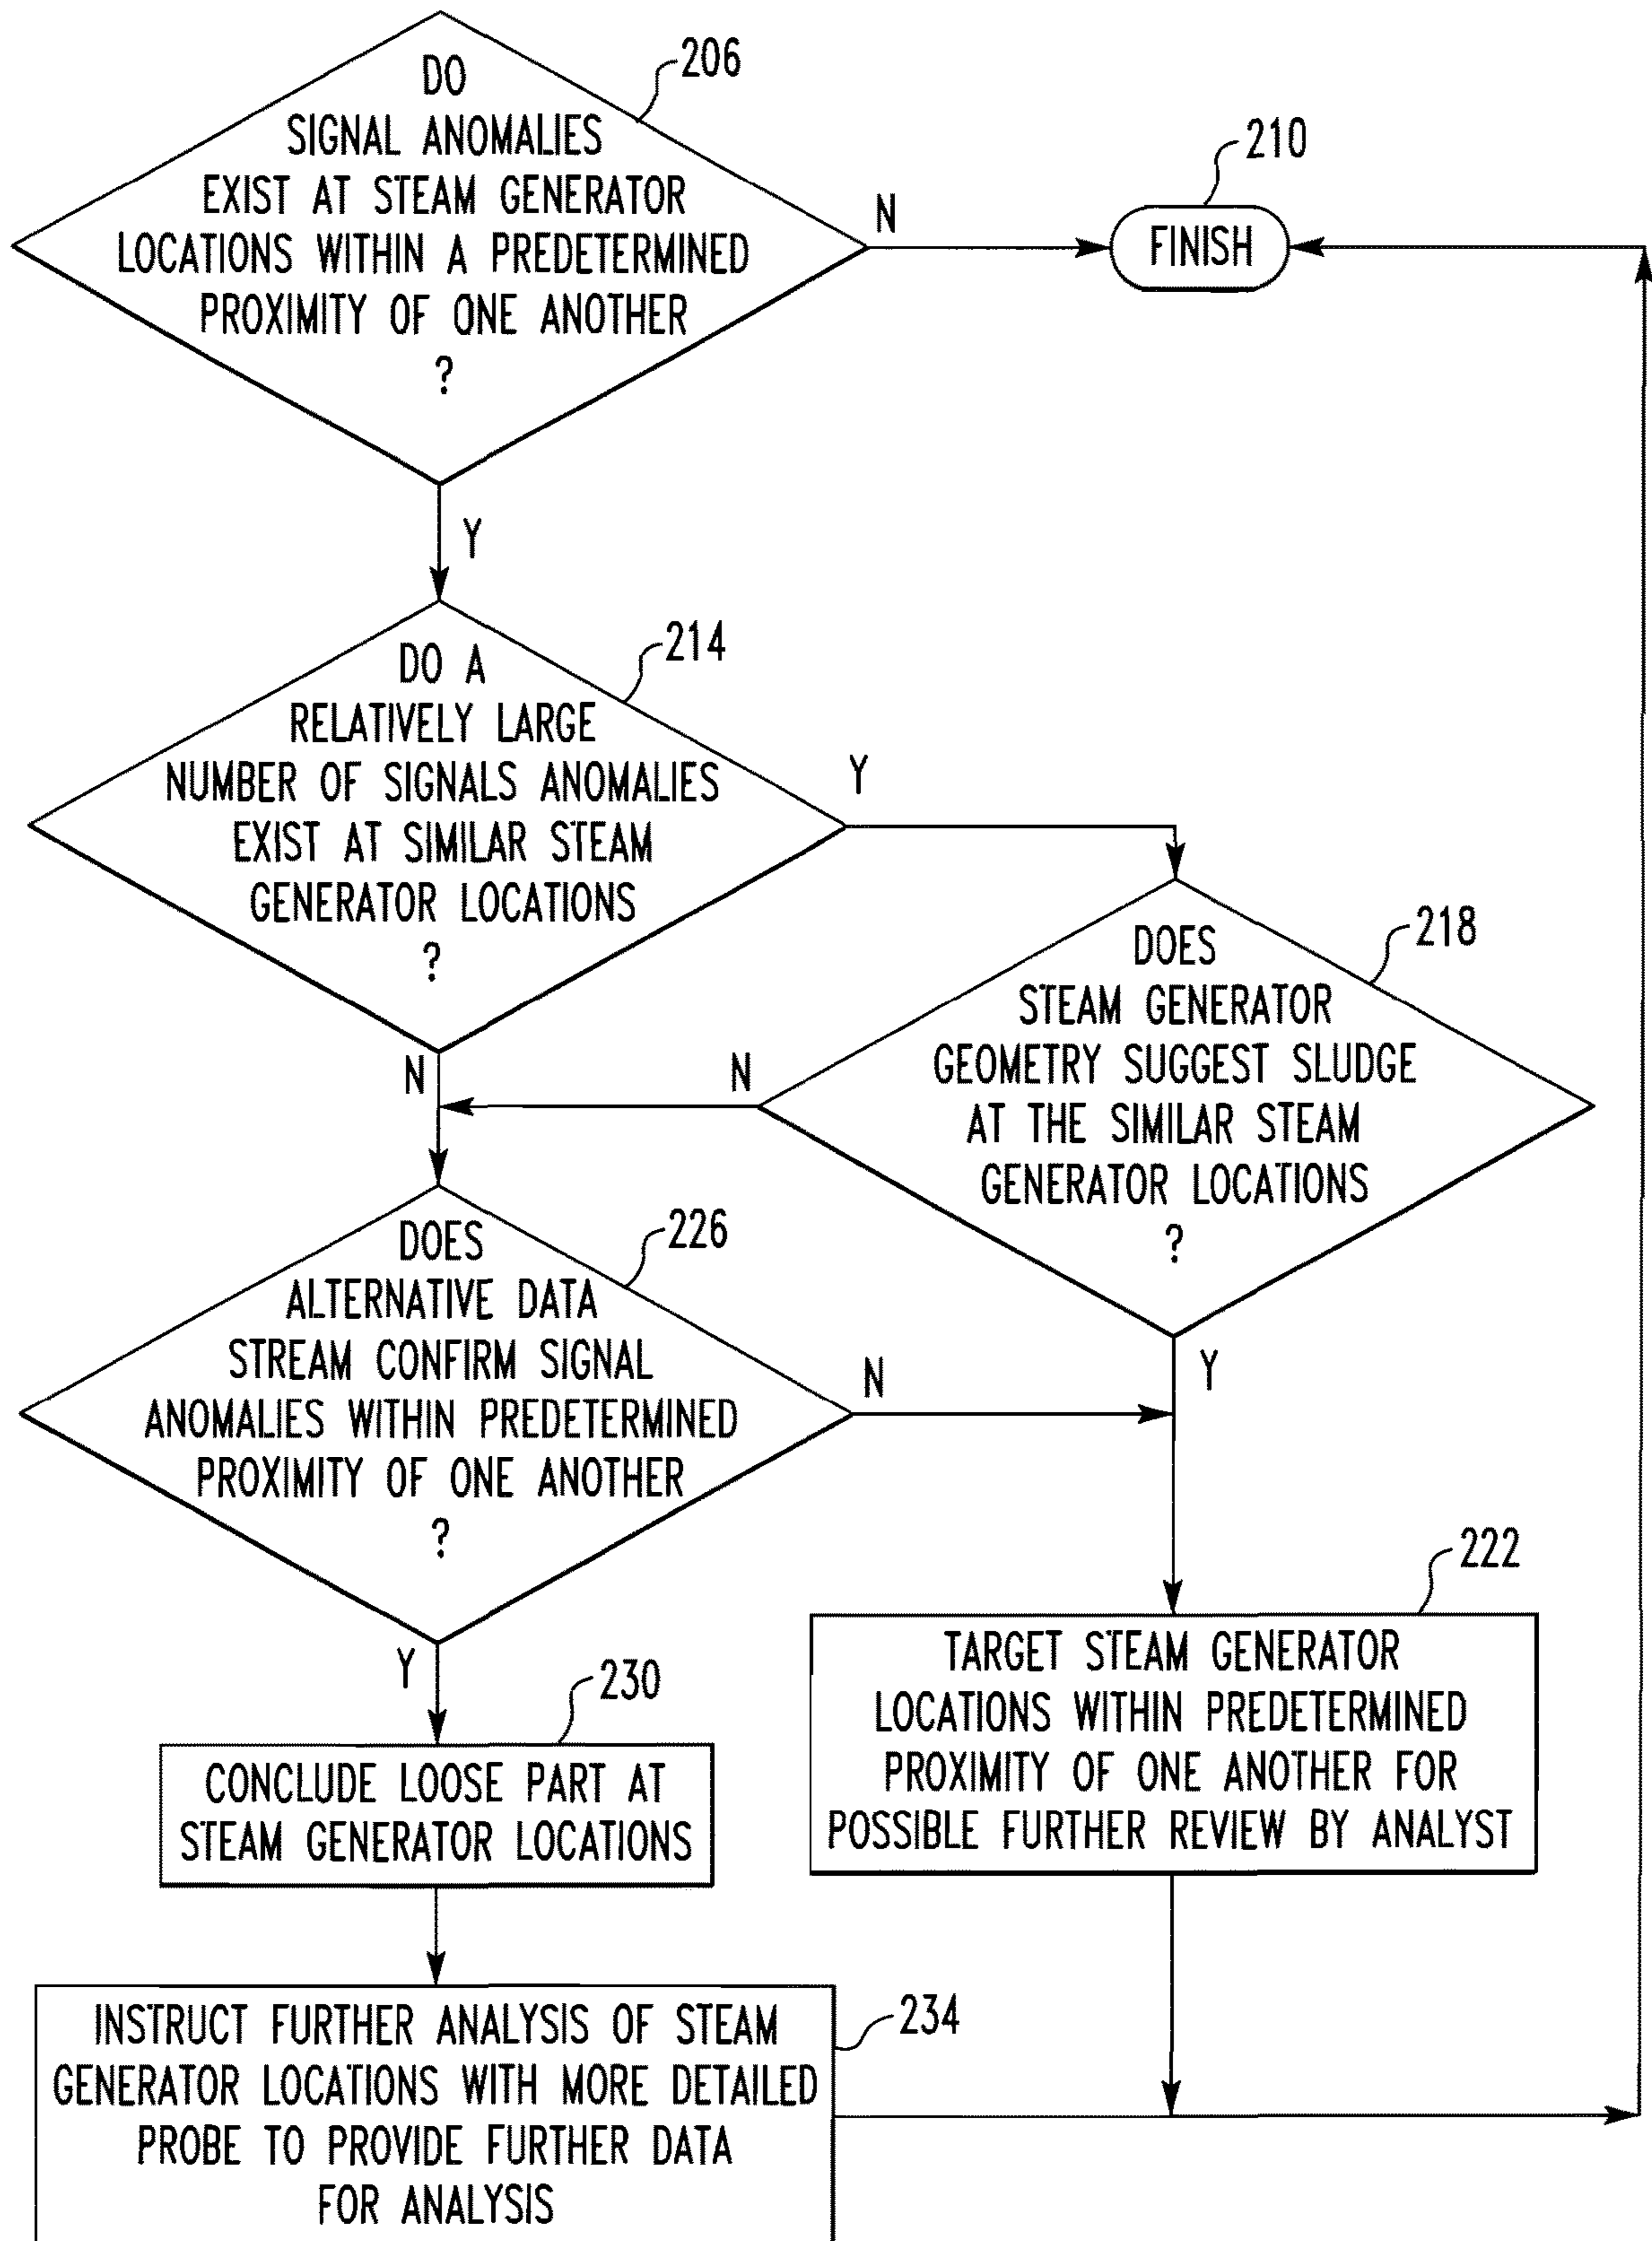 DO
SIGNAL ANOMALIES
EXIST AT STEAM GENERATOR
LOCATIONS WITHIN A PREDETERMINED
PROXIMITY OF ONE ANOTHER
?
206
N
210
FINISH
Y
DO A
RELATIVELY LARGE
NUMBER OF SIGNALS ANOMALIES
EXIST AT SIMILAR STEAM
GENERATOR LOCATIONS
?
214
Y
N
DOES
STEAM GENERATOR
GEOMETRY SUGGEST SLUDGE
AT THE SIMILAR STEAM
GENERATOR LOCATIONS
?
218
N
Y
DOES
ALTERNATIVE DATA
STREAM CONFIRM SIGNAL
ANOMALIES WITHIN PREDETERMINED
PROXIMITY OF ONE ANOTHER
?
226
N
Y
222
TARGET STEAM GENERATOR
LOCATIONS WITHIN PREDETERMINED
PROXIMITY OF ONE ANOTHER FOR
POSSIBLE FURTHER REVIEW BY ANALYST
230
CONCLUDE LOOSE PART AT
STEAM GENERATOR LOCATIONS
234
INSTRUCT FURTHER ANALYSIS OF STEAM
GENERATOR LOCATIONS WITH MORE DETAILED
PROBE TO PROVIDE FURTHER DATA
FOR ANALYSIS